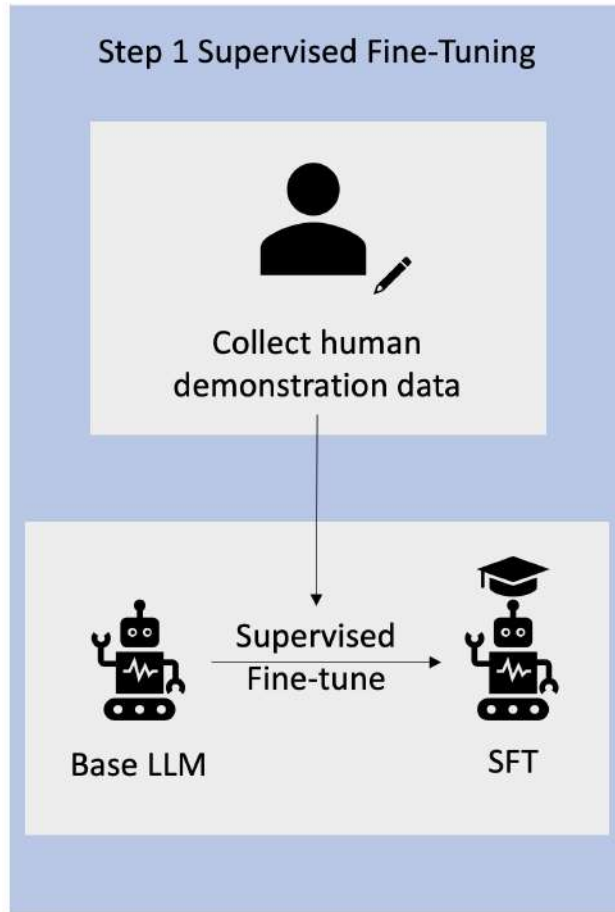 Step 1 Supervised Fine-Tuning
Collect human
demonstration data
Supervised
Fine-tune
Base LLM
SFT